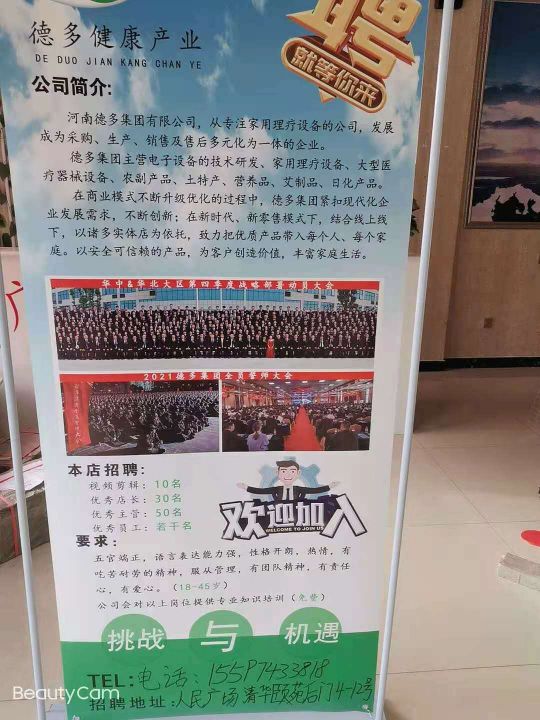 聘
就等你来
德多健康产业
DE DUO JIAN KANG CHAN YE
公司简介:
河南德多集团有限公司，从专注家用理疗设备的公司，发展
成为采购、生产、销售及售后多元化为一体的企业。
德多集团主营电子设备的技术研发、家用理疗设备、大型医
疗器械设备、农副产品、土特产、营养品、艾制品、日化产品。
在商业模式不断升级优化的过程中，德多集团紧扣现代化企
业发展需求，不断创新；在新时代、新零售模式下，结合线上线
下，以诸多实体店为依托，致力把优质产品带入每个人、每个家
庭。以安全可信赖的产品，为客户创造价值，丰富家庭生活。
华中&华北大区第四季度战略部署动员大会
2021德多集团全员誓师大会
本店招聘:
视频剪辑: 10名
优秀店长: 30名
优秀主管: 50名
优秀员工: 若干名
欢迎加入
WELCOME TO JOIN US
要求:
五官端正，语言表达能力强，性格开朗，热情，有
吃苦耐劳的精神，服从管理，有团队精神，有责任
心，有爱心。（18-45岁）
公司会对以上岗位提供专业知识培训（免费）
挑战 与 机遇
TEL: 电话: 15597433818
招聘地址: 人民广场清华颐苑后门4-12号
BeautyCam